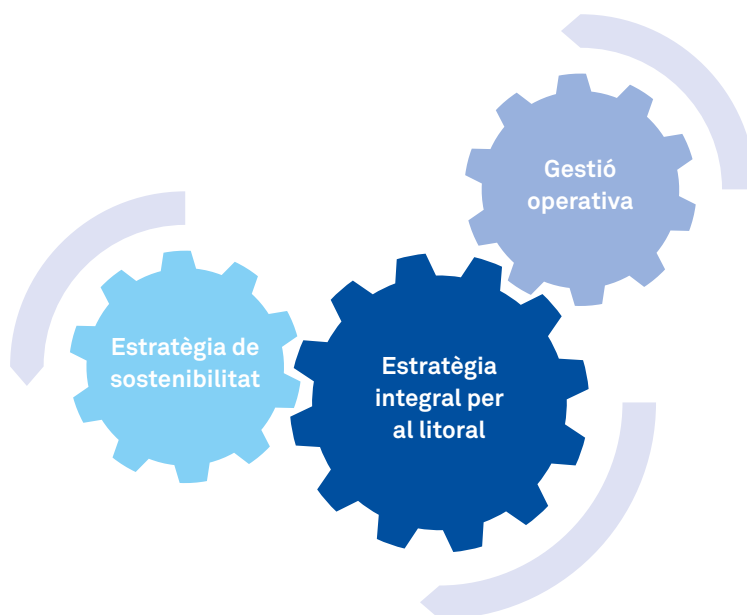 Gestió
operativa
Estratègia de
sostenibilitat
Estratègia
integral per
al litoral